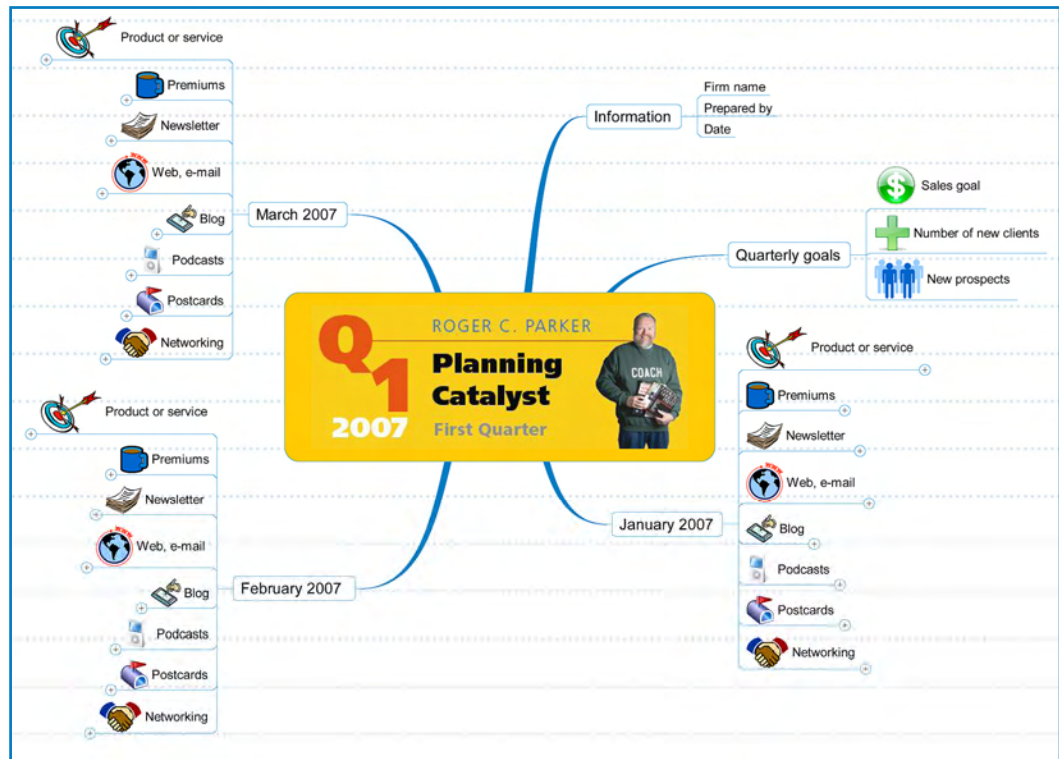 Product or service
Premiums
Newsletter
Web, e-mail
Blog
Podcasts
Postcards
Networking
March 2007
Information
Firm name
Prepared by
Date
Quarterly goals
Sales goal
Number of new clients
New prospects
Q1
2007
ROGER C. PARKER
Planning
Catalyst
First Quarter
COACH
Product or service
Premiums
Newsletter
Web, e-mail
Blog
Podcasts
Postcards
Networking
February 2007
January 2007
Product or service
Premiums
Newsletter
Web, e-mail
Blog
Podcasts
Postcards
Networking